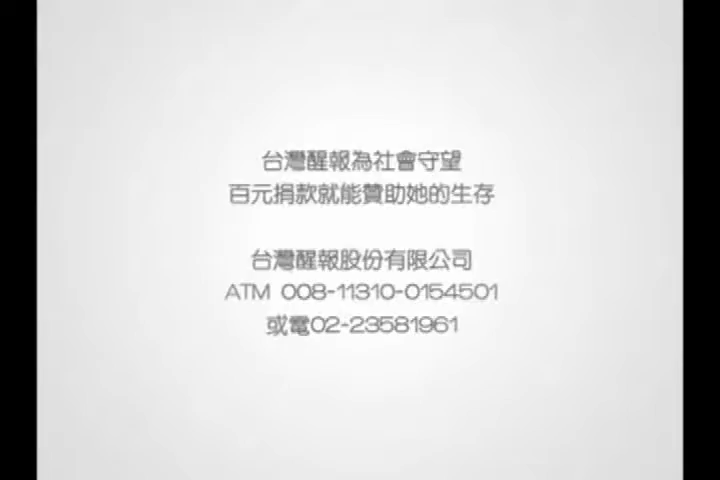 台灣醒報為社會守望
百元捐款就能贊助她的生存
台灣醒報股份有限公司
ATM 008-11310-0154501
或電02-23581961